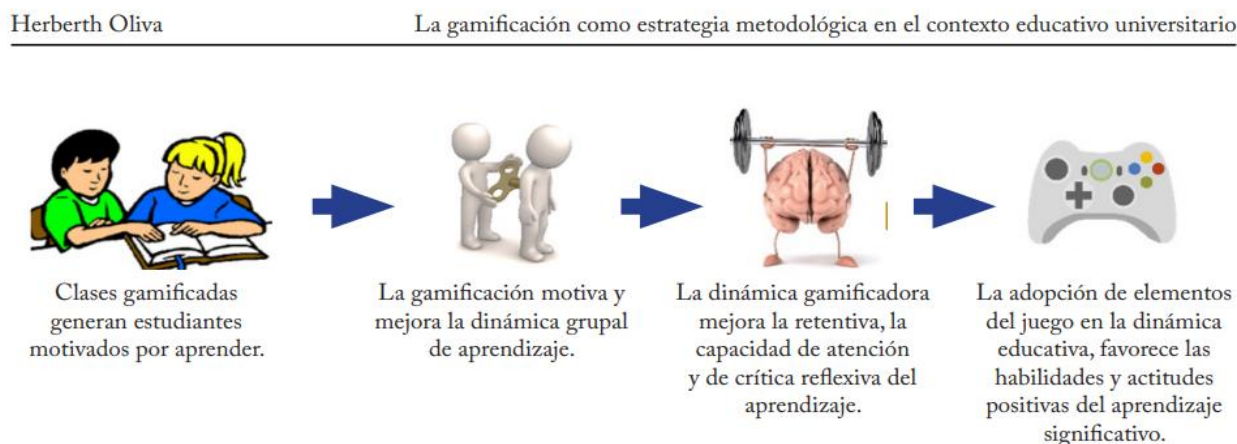 Herberth Oliva
La gamificación como estrategia metodológica en el contexto educativo universitario
Clases gamificadas
generan estudiantes
motivados por aprender.
La gamificación motiva y
mejora la dinámica grupal
de aprendizaje.
La dinámica gamificadora
mejora la retentiva, la
capacidad de atención
y de crítica reflexiva del
aprendizaje.
La adopción de elementos
del juego en la dinámica
educativa, favorece las
habilidades y actitudes
positivas del aprendizaje
significativo.